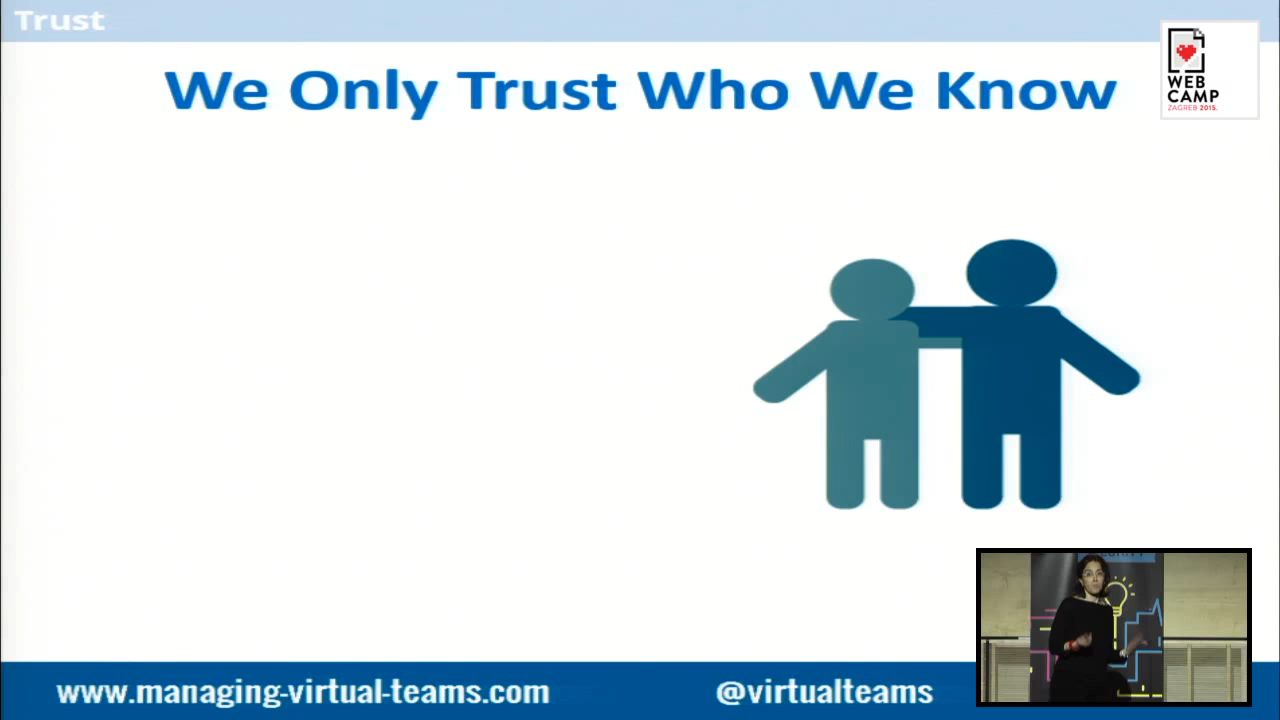 Trust
We Only Trust Who We Know
WEB
CAMP
ZAGREB 2015.
www.managing-virtual-teams.com
@virtualteams